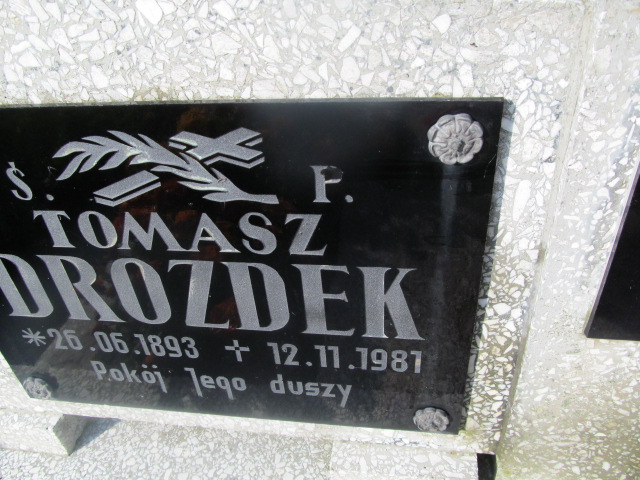 Ś. P.
TOMASZ
DROZDEK
* 26.06.1893 + 12.11.1981
Pokój Jego duszy